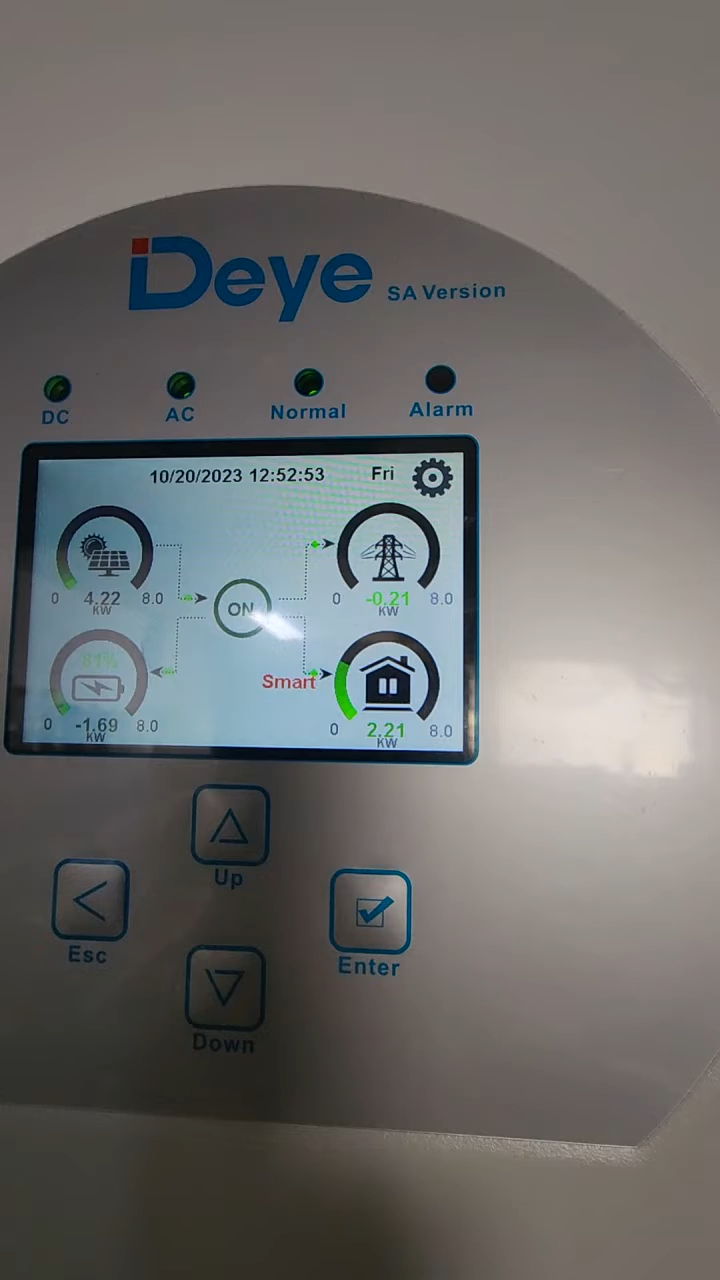 Deye SA Version
DC AC Normal Alarm
10/20/2023 12:52:53 Fri
0 4.22 8.0
KW
0 -0.21 8.0
KW
ON
81%
0 -1.69 8.0
KW
Smart
0 2.21 8.0
KW
Up
Esc
Enter
Down